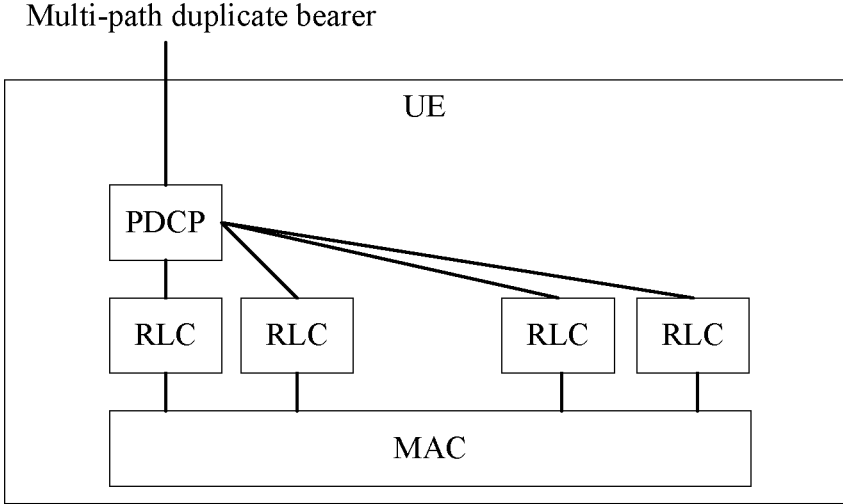 Multi-path duplicate bearer
UE
PDCP
RLC RLC RLC RLC
MAC